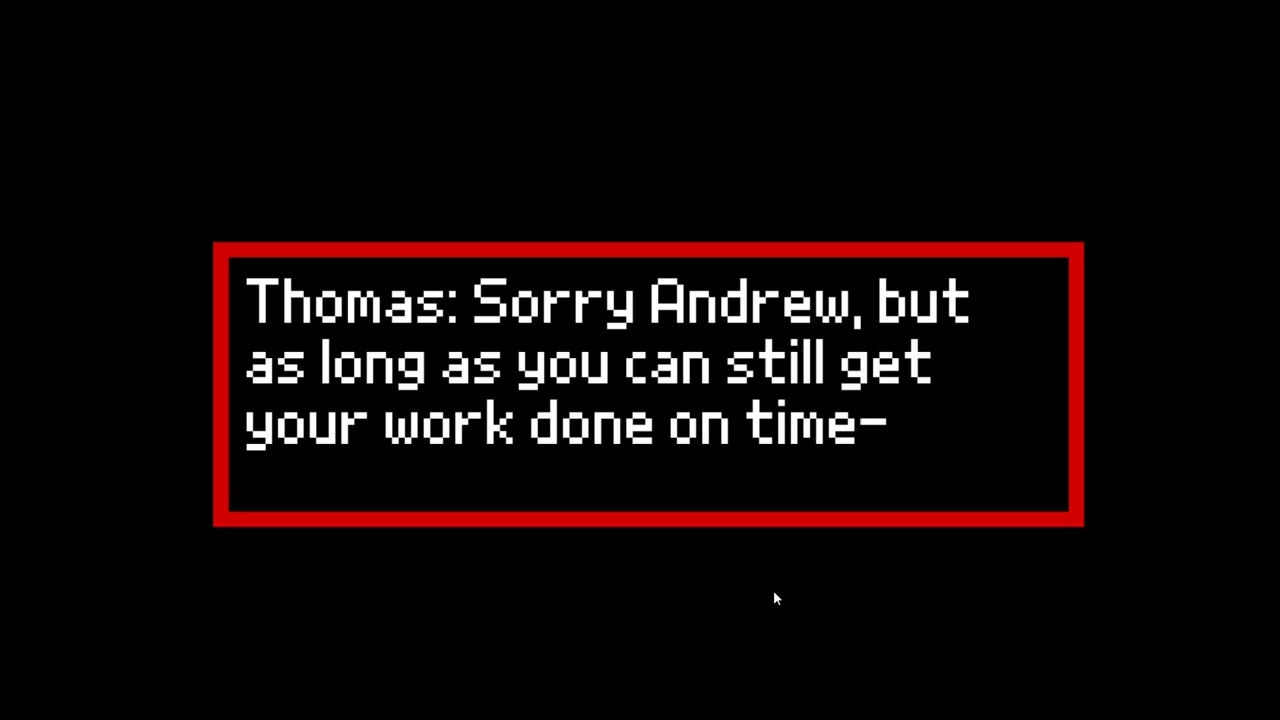 Thomas: Sorry Andrew, but
as long as you can still get
your work done on time-